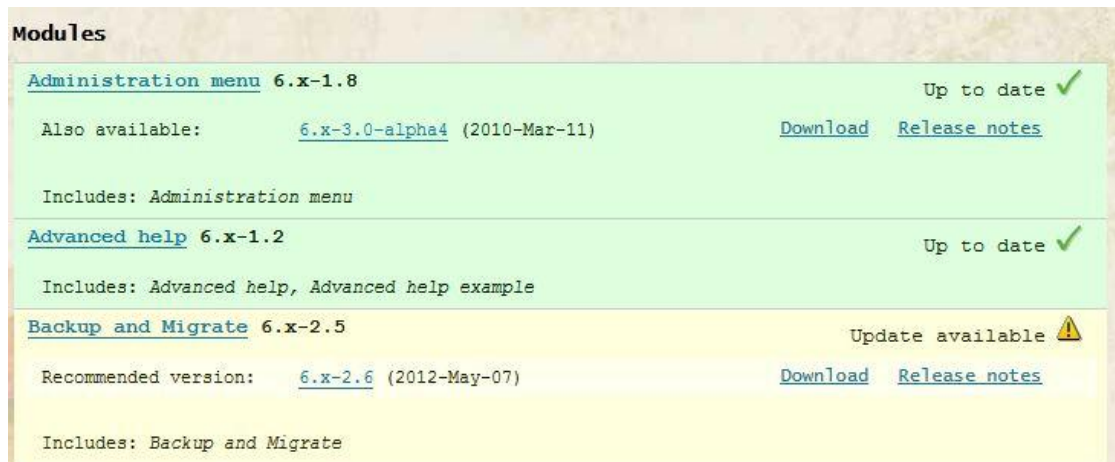 Modules
Administration menu 6.x-1.8 Up to date
Also available: 6.x-3.0-alpha4 (2010-Mar-11) Download Release notes
Includes: Administration menu
Advanced help 6.x-1.2 Up to date
Includes: Advanced help, Advanced help example
Backup and Migrate 6.x-2.5 Update available
Recommended version: 6.x-2.6 (2012-May-07) Download Release notes
Includes: Backup and Migrate